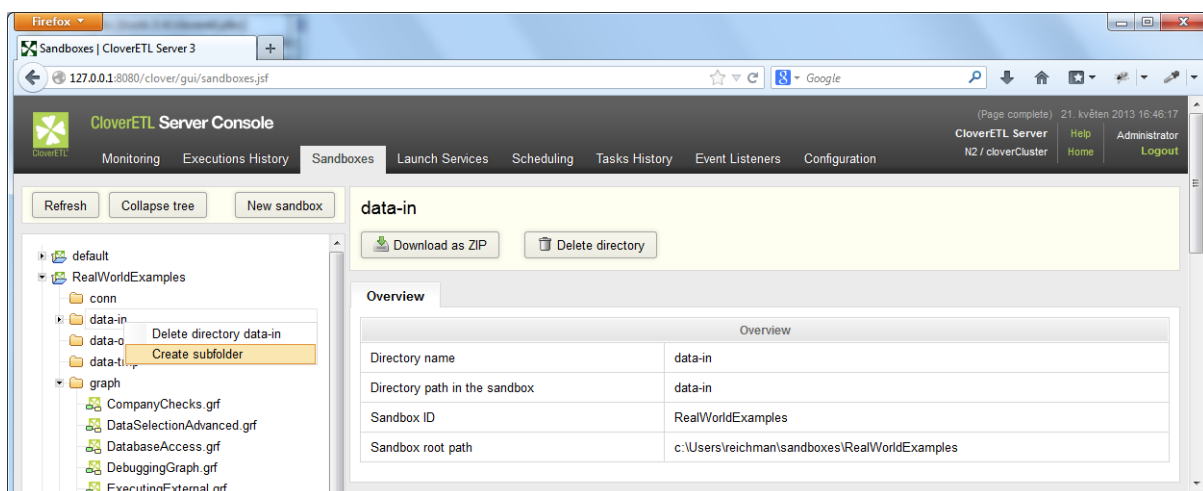 Firefox
Sandboxes | CloverETL Server 3
127.0.0.1:8080/clover/gui/sandboxes.jsf
8 Google
(Page complete) 21. květen 2013 16:46:17
CloverETL Server Console
CloverETL Server Help Administrator
N2 / cloverCluster Home Logout
CloverETL
Monitoring Executions History Sandboxes Launch Services Scheduling Tasks History Event Listeners Configuration
Refresh Collapse tree New sandbox
data-in
Download as ZIP Delete directory
default
RealWorldExamples
conn
data-in
Delete directory data-in
Create subfolder
graph
CompanyChecks.grf
DataSelectionAdvanced.grf
DatabaseAccess.grf
DebuggingGraph.grf
ExecutingExternal.grf
Overview
Overview
Directory name data-in
Directory path in the sandbox data-in
Sandbox ID RealWorldExamples
Sandbox root path c:\Users\reichman\sandboxes\RealWorldExamples